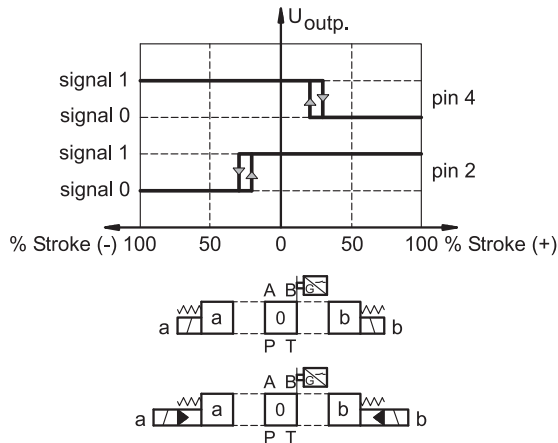 U outp.
signal 1
signal 0
pin 4
signal 1
signal 0
pin 2
% Stroke (-) 100 50 0 50 100 % Stroke (+)
A B G
a a 0 b b
P T
A B G
a a 0 b b
P T